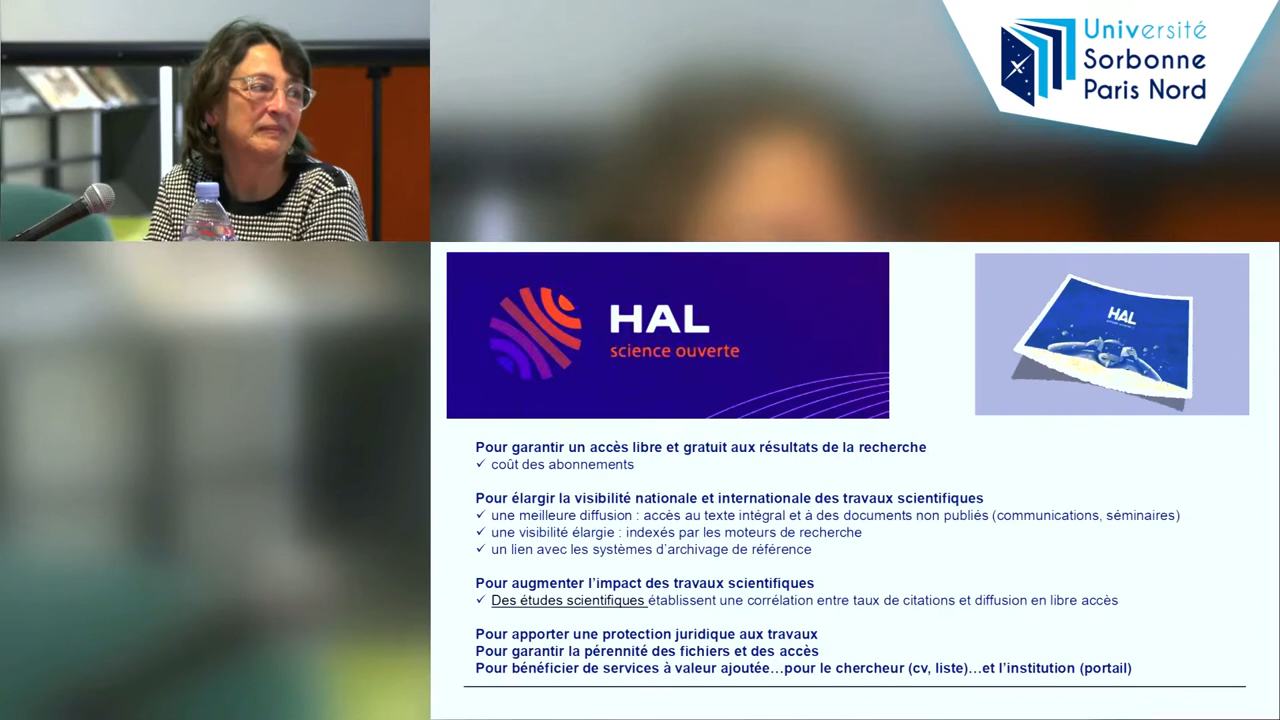 Université
Sorbonne
Paris Nord
HAL
science ouverte
HAL
Pour garantir un accès libre et gratuit aux résultats de la recherche
✓ coût des abonnements
Pour élargir la visibilité nationale et internationale des travaux scientifiques
✓ une meilleure diffusion : accès au texte intégral et à des documents non publiés (communications, séminaires)
✓ une visibilité élargie : indexés par les moteurs de recherche
✓ un lien avec les systèmes d’archivage de référence
Pour augmenter l’impact des travaux scientifiques
✓ Des études scientifiques établissent une corrélation entre taux de citations et diffusion en libre accès
Pour apporter une protection juridique aux travaux
Pour garantir la pérennité des fichiers et des accès
Pour bénéficier de services à valeur ajoutée…pour le chercheur (cv, liste)…et l’institution (portail)